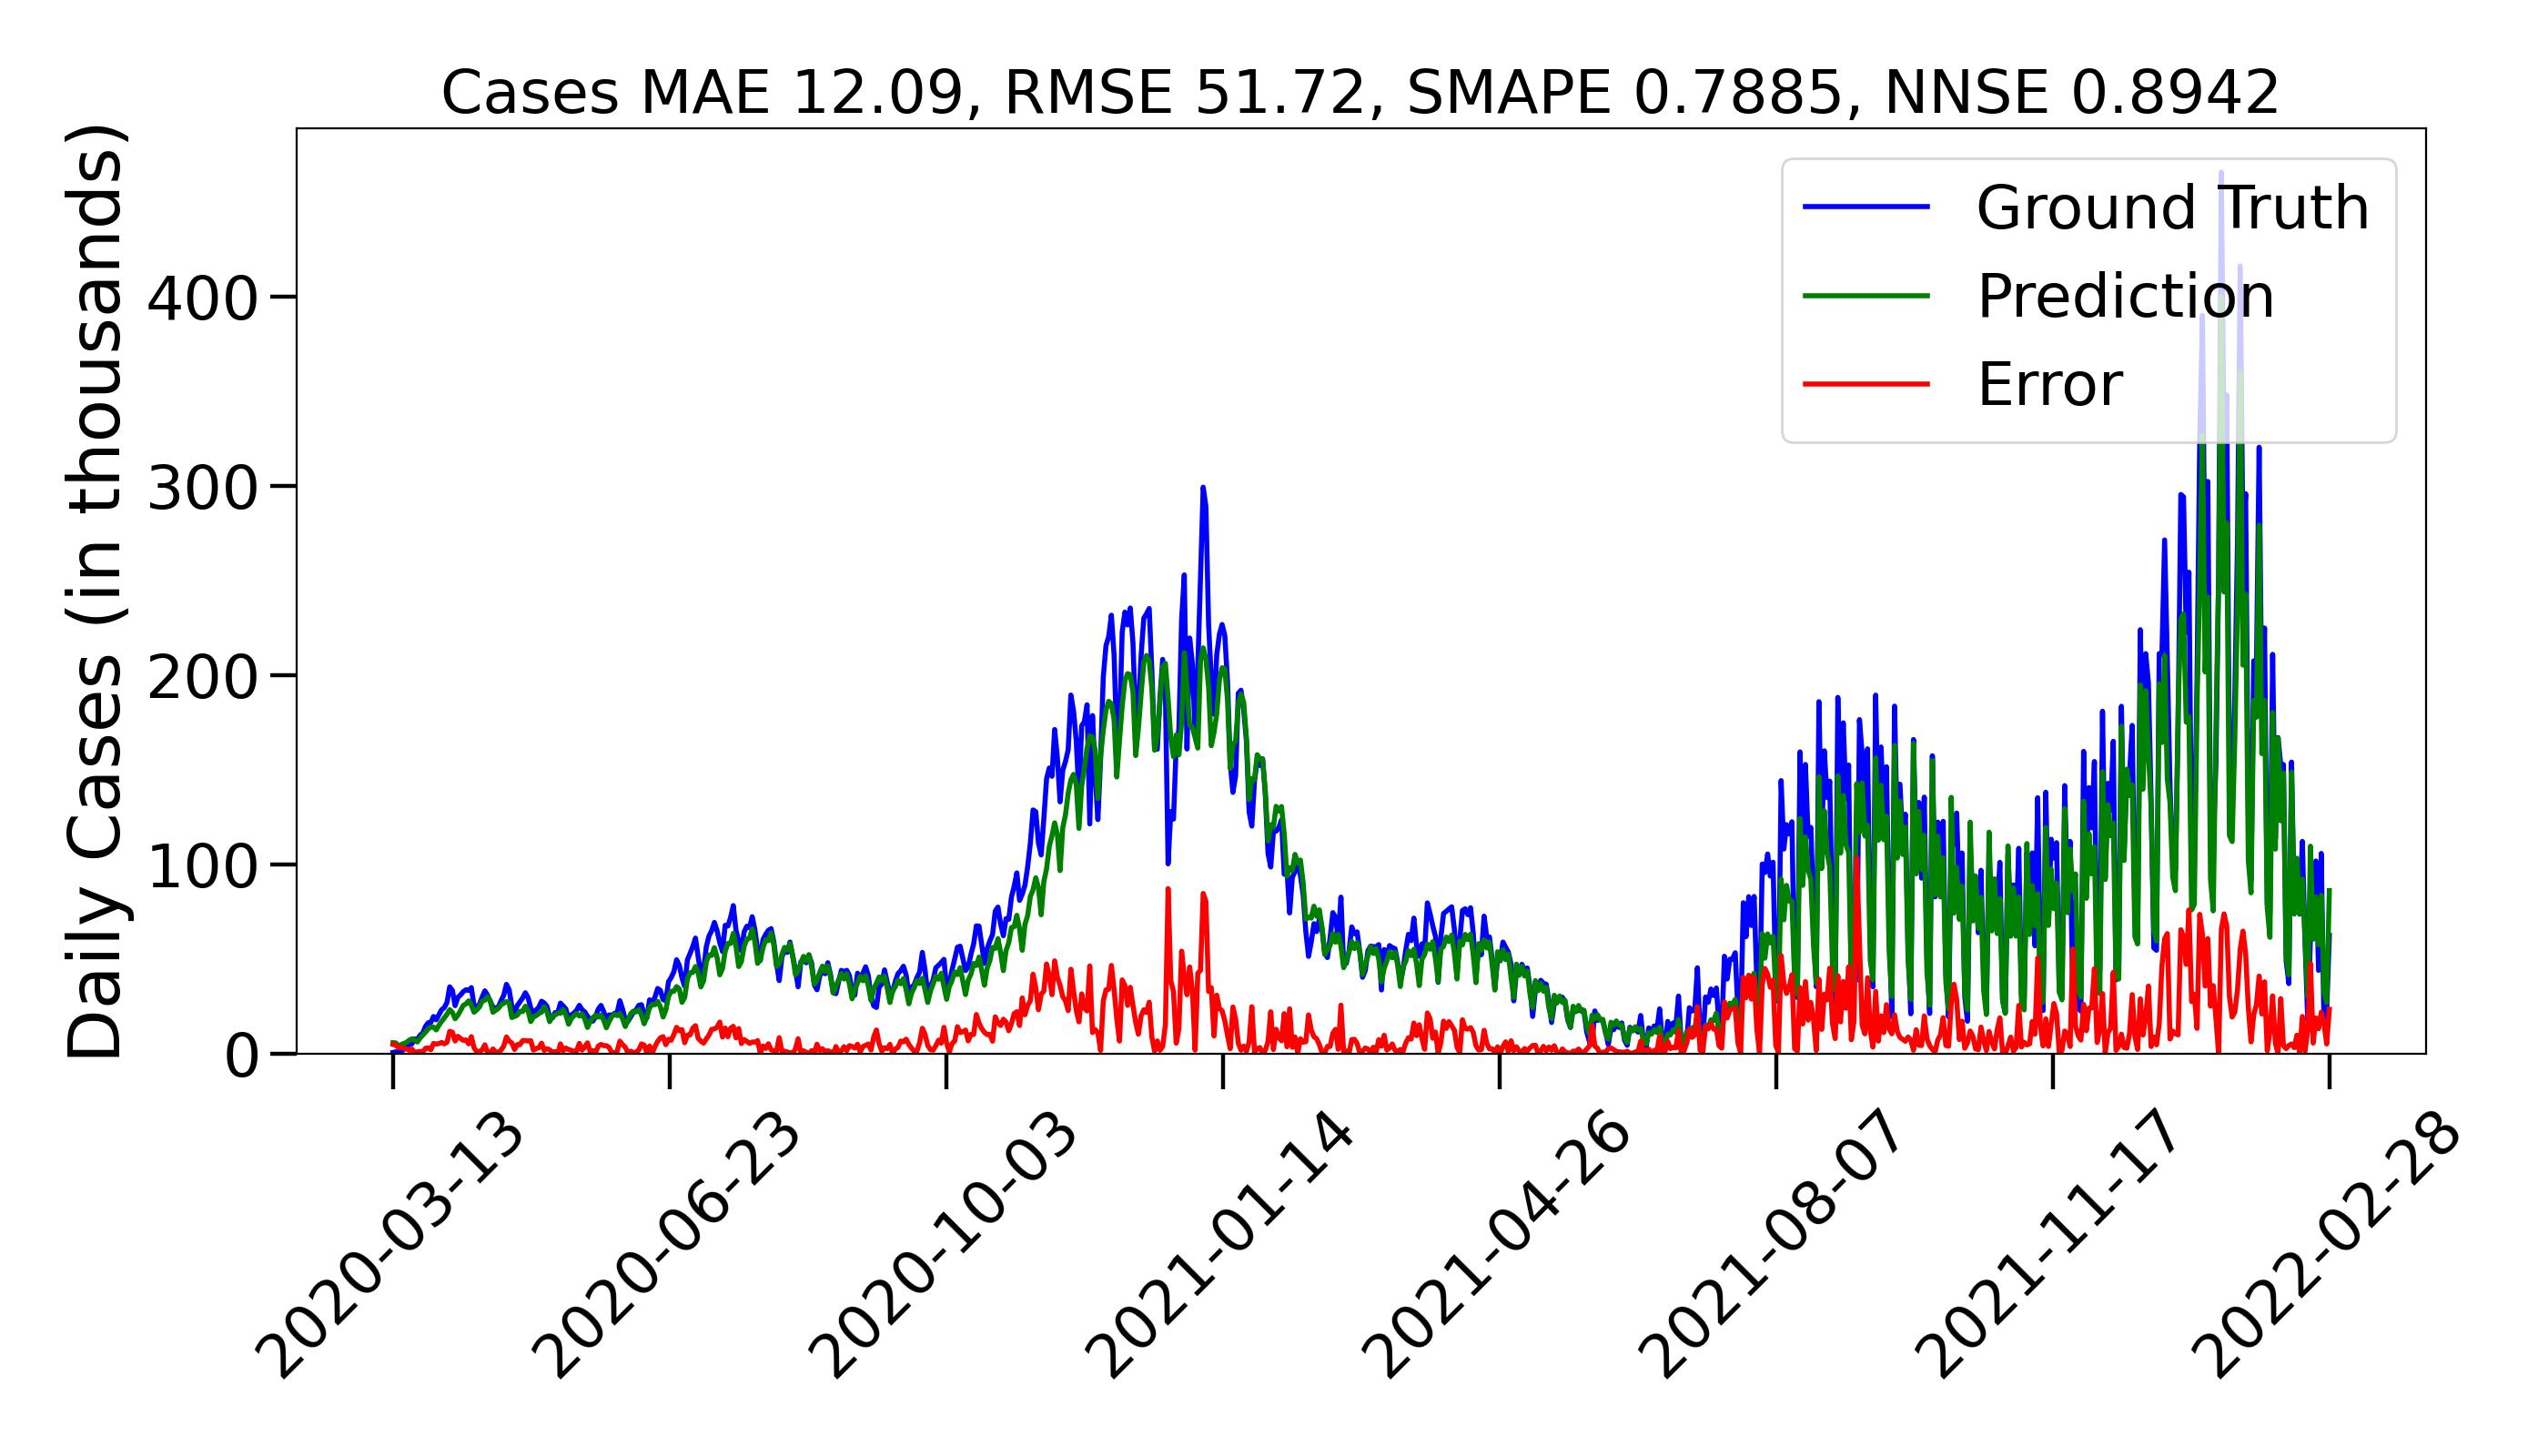 Cases MAE 12.09, RMSE 51.72, SMAPE 0.7885, NNSE 0.8942
Daily Cases (in thousands)
400
300
200
100
0
Ground Truth
Prediction
Error
2020-03-13
2020-06-23
2020-10-03
2021-01-14
2021-04-26
2021-08-07
2021-11-17
2022-02-28